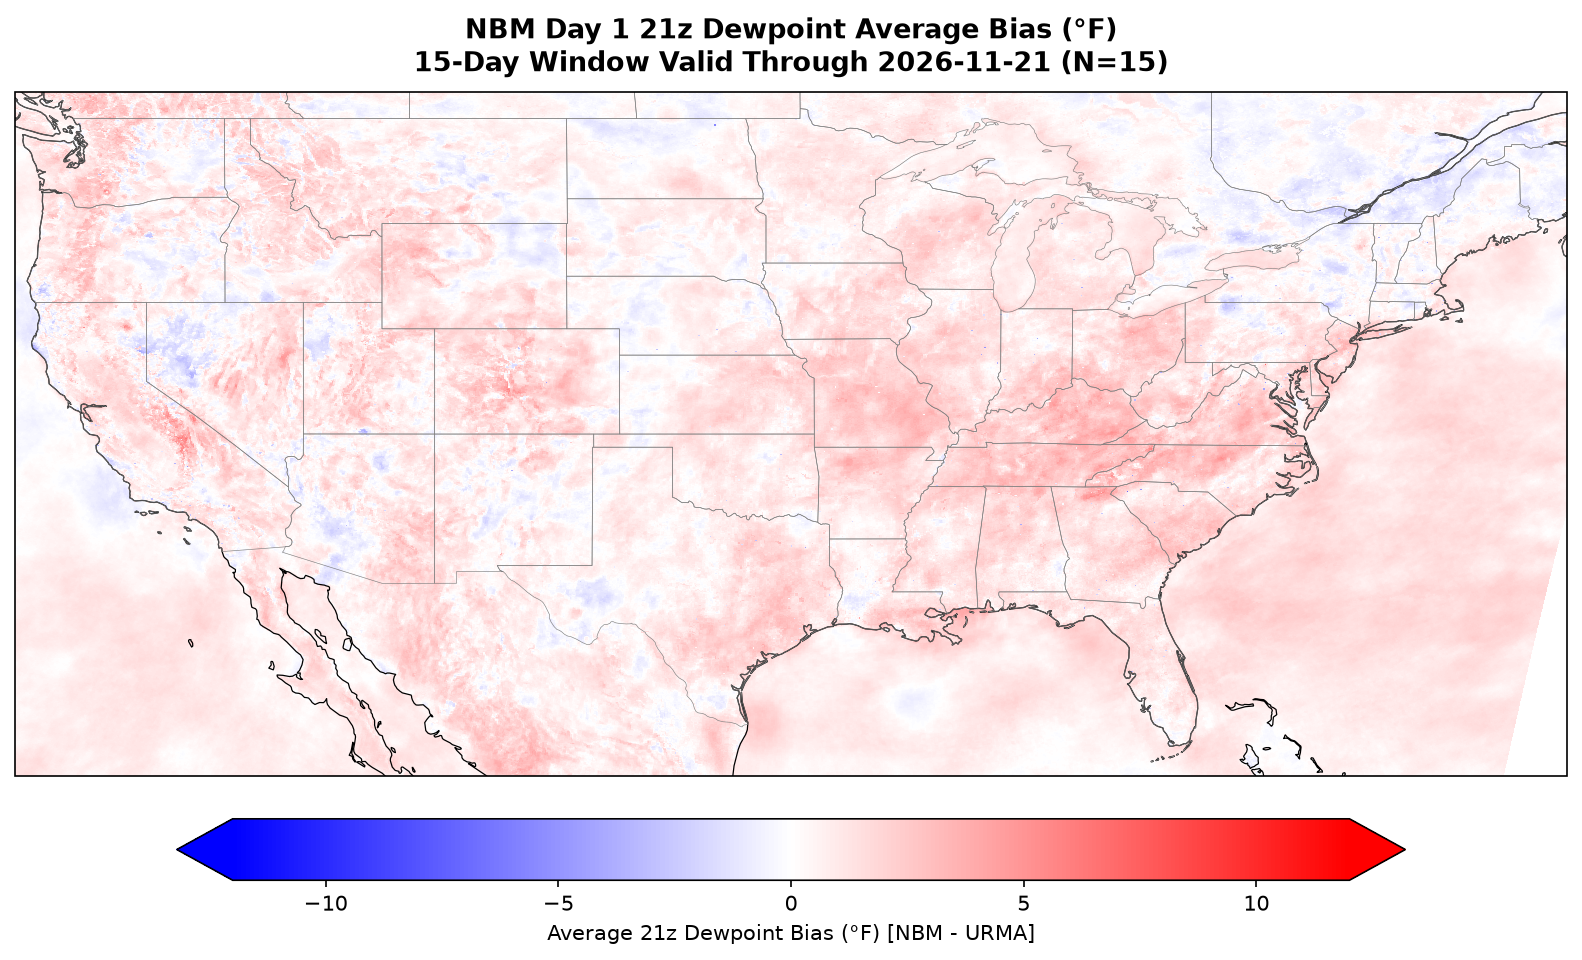 NBM Day 1 21z Dewpoint Average Bias (°F)
15-Day Window Valid Through 2026-11-21 (N=15)
−10 −5 0 5 10
Average 21z Dewpoint Bias (°F) [NBM - URMA]